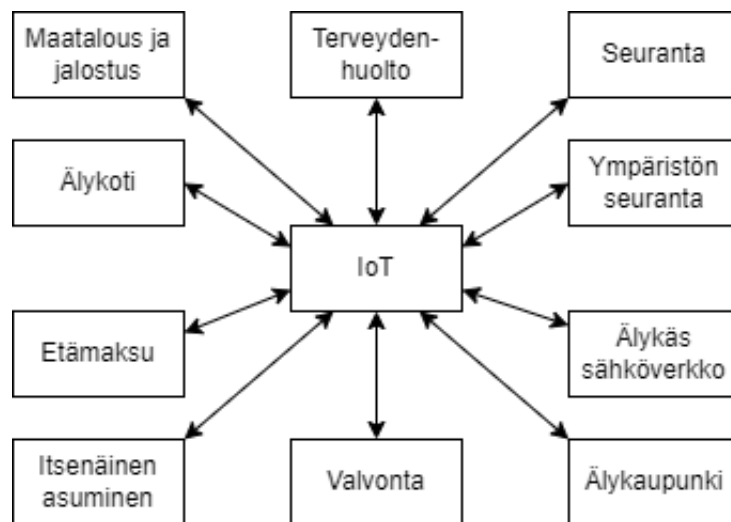 Maatalous ja
jalostus
Terveyden-
huolto
Seuranta
Älykoti
Ympäristön
seuranta
IoT
Etämaksu
Älykäs
sähköverkko
Itsenäinen
asuminen
Valvonta
Älykaupunki